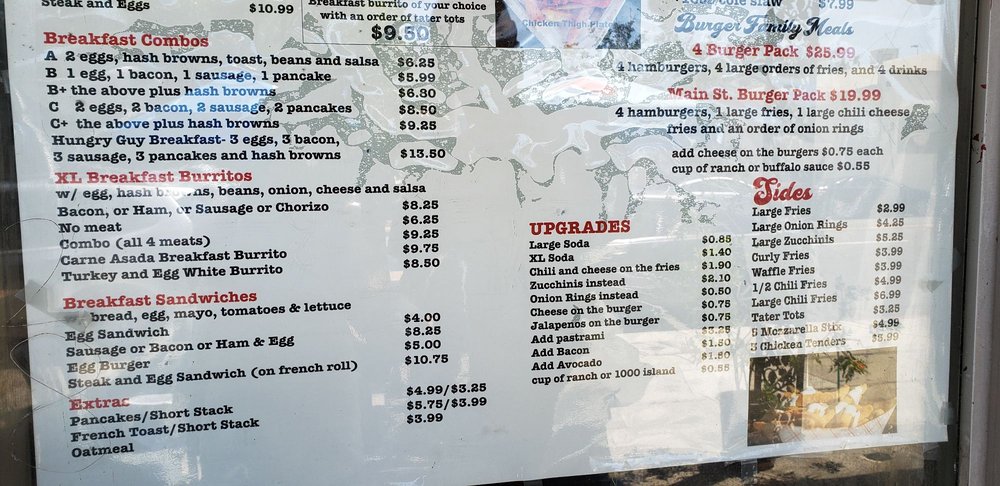 Steak and Eggs $10.99
Breakfast burrito of your choice
with an order of tater tots
$9.50
Breakfast Combos
A 2 eggs, hash browns, toast, beans and salsa $6.25
B 1 egg, 1 bacon, 1 sausage, 1 pancake $5.99
B+ the above plus hash browns $6.80
C 2 eggs, 2 bacon, 2 sausage, 2 pancakes $8.50
C+ the above plus hash browns $9.25
Hungry Guy Breakfast- 3 eggs, 3 bacon,
3 sausage, 3 pancakes and hash browns $13.50
XL Breakfast Burritos
w/ egg, hash browns, beans, onion, cheese and salsa
Bacon, or Ham, or Sausage or Chorizo $8.25
No meat $6.25
Combo (all 4 meats) $9.25
Carne Asada Breakfast Burrito $9.75
Turkey and Egg White Burrito $8.50
Breakfast Sandwiches
bread, egg, mayo, tomatoes & lettuce
Egg Sandwich $4.00
Sausage or Bacon or Ham & Egg $8.25
Egg Burger $5.00
Steak and Egg Sandwich (on french roll) $10.75
Extras
Pancakes/Short Stack $4.99/$3.25
French Toast/Short Stack $5.75/$3.99
Oatmeal $3.99
Chicken Thigh Plate
UPGRADES
Large Soda $0.85
XL Soda $1.40
Chili and cheese on the fries $1.90
Zucchinis instead $2.10
Onion Rings instead $0.50
Cheese on the burger $0.75
Jalapenos on the burger $0.75
Add pastrami $3.25
Add Bacon $1.50
Add Avocado $1.50
cup of ranch or 1000 island $0.55
cole slaw $7.99
Burger Family Meals
4 Burger Pack $25.99
4 hamburgers, 4 large orders of fries, and 4 drinks
Main St. Burger Pack $19.99
4 hamburgers, 1 large fries, 1 large chili cheese
fries and an order of onion rings
add cheese on the burgers $0.75 each
cup of ranch or buffalo sauce $0.55
Sides
Large Fries $2.99
Large Onion Rings $4.25
Large Zucchinis $5.25
Curly Fries $3.99
Waffle Fries $3.99
1/2 Chili Fries $4.99
Large Chili Fries $6.99
Tater Tots $3.25
5 Mozzarella Stix $4.99
3 Chicken Tenders $5.99